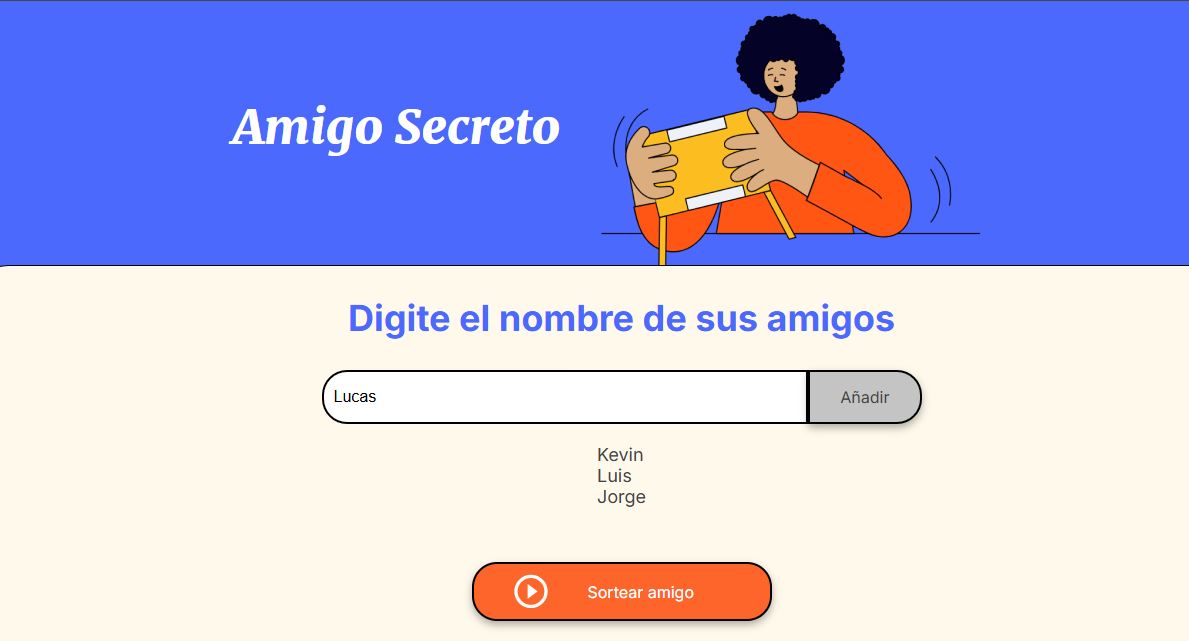 Amigo Secreto
Digite el nombre de sus amigos
Lucas
Añadir
Kevin
Luis
Jorge
Sortear amigo